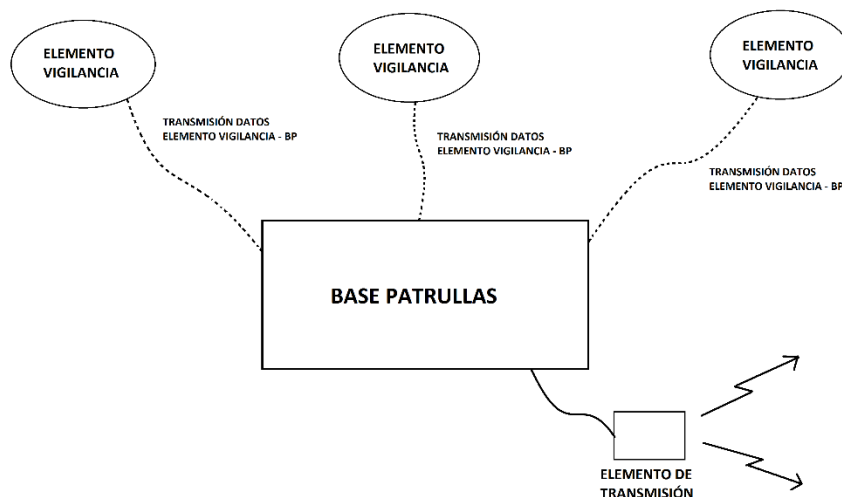 ELEMENTO
VIGILANCIA
ELEMENTO
VIGILANCIA
ELEMENTO
VIGILANCIA
TRANSMISIÓN DATOS
ELEMENTO VIGILANCIA - BP
TRANSMISIÓN DATOS
ELEMENTO VIGILANCIA - BP
TRANSMISIÓN DATOS
ELEMENTO VIGILANCIA - BP
BASE PATRULLAS
ELEMENTO DE
TRANSMISIÓN